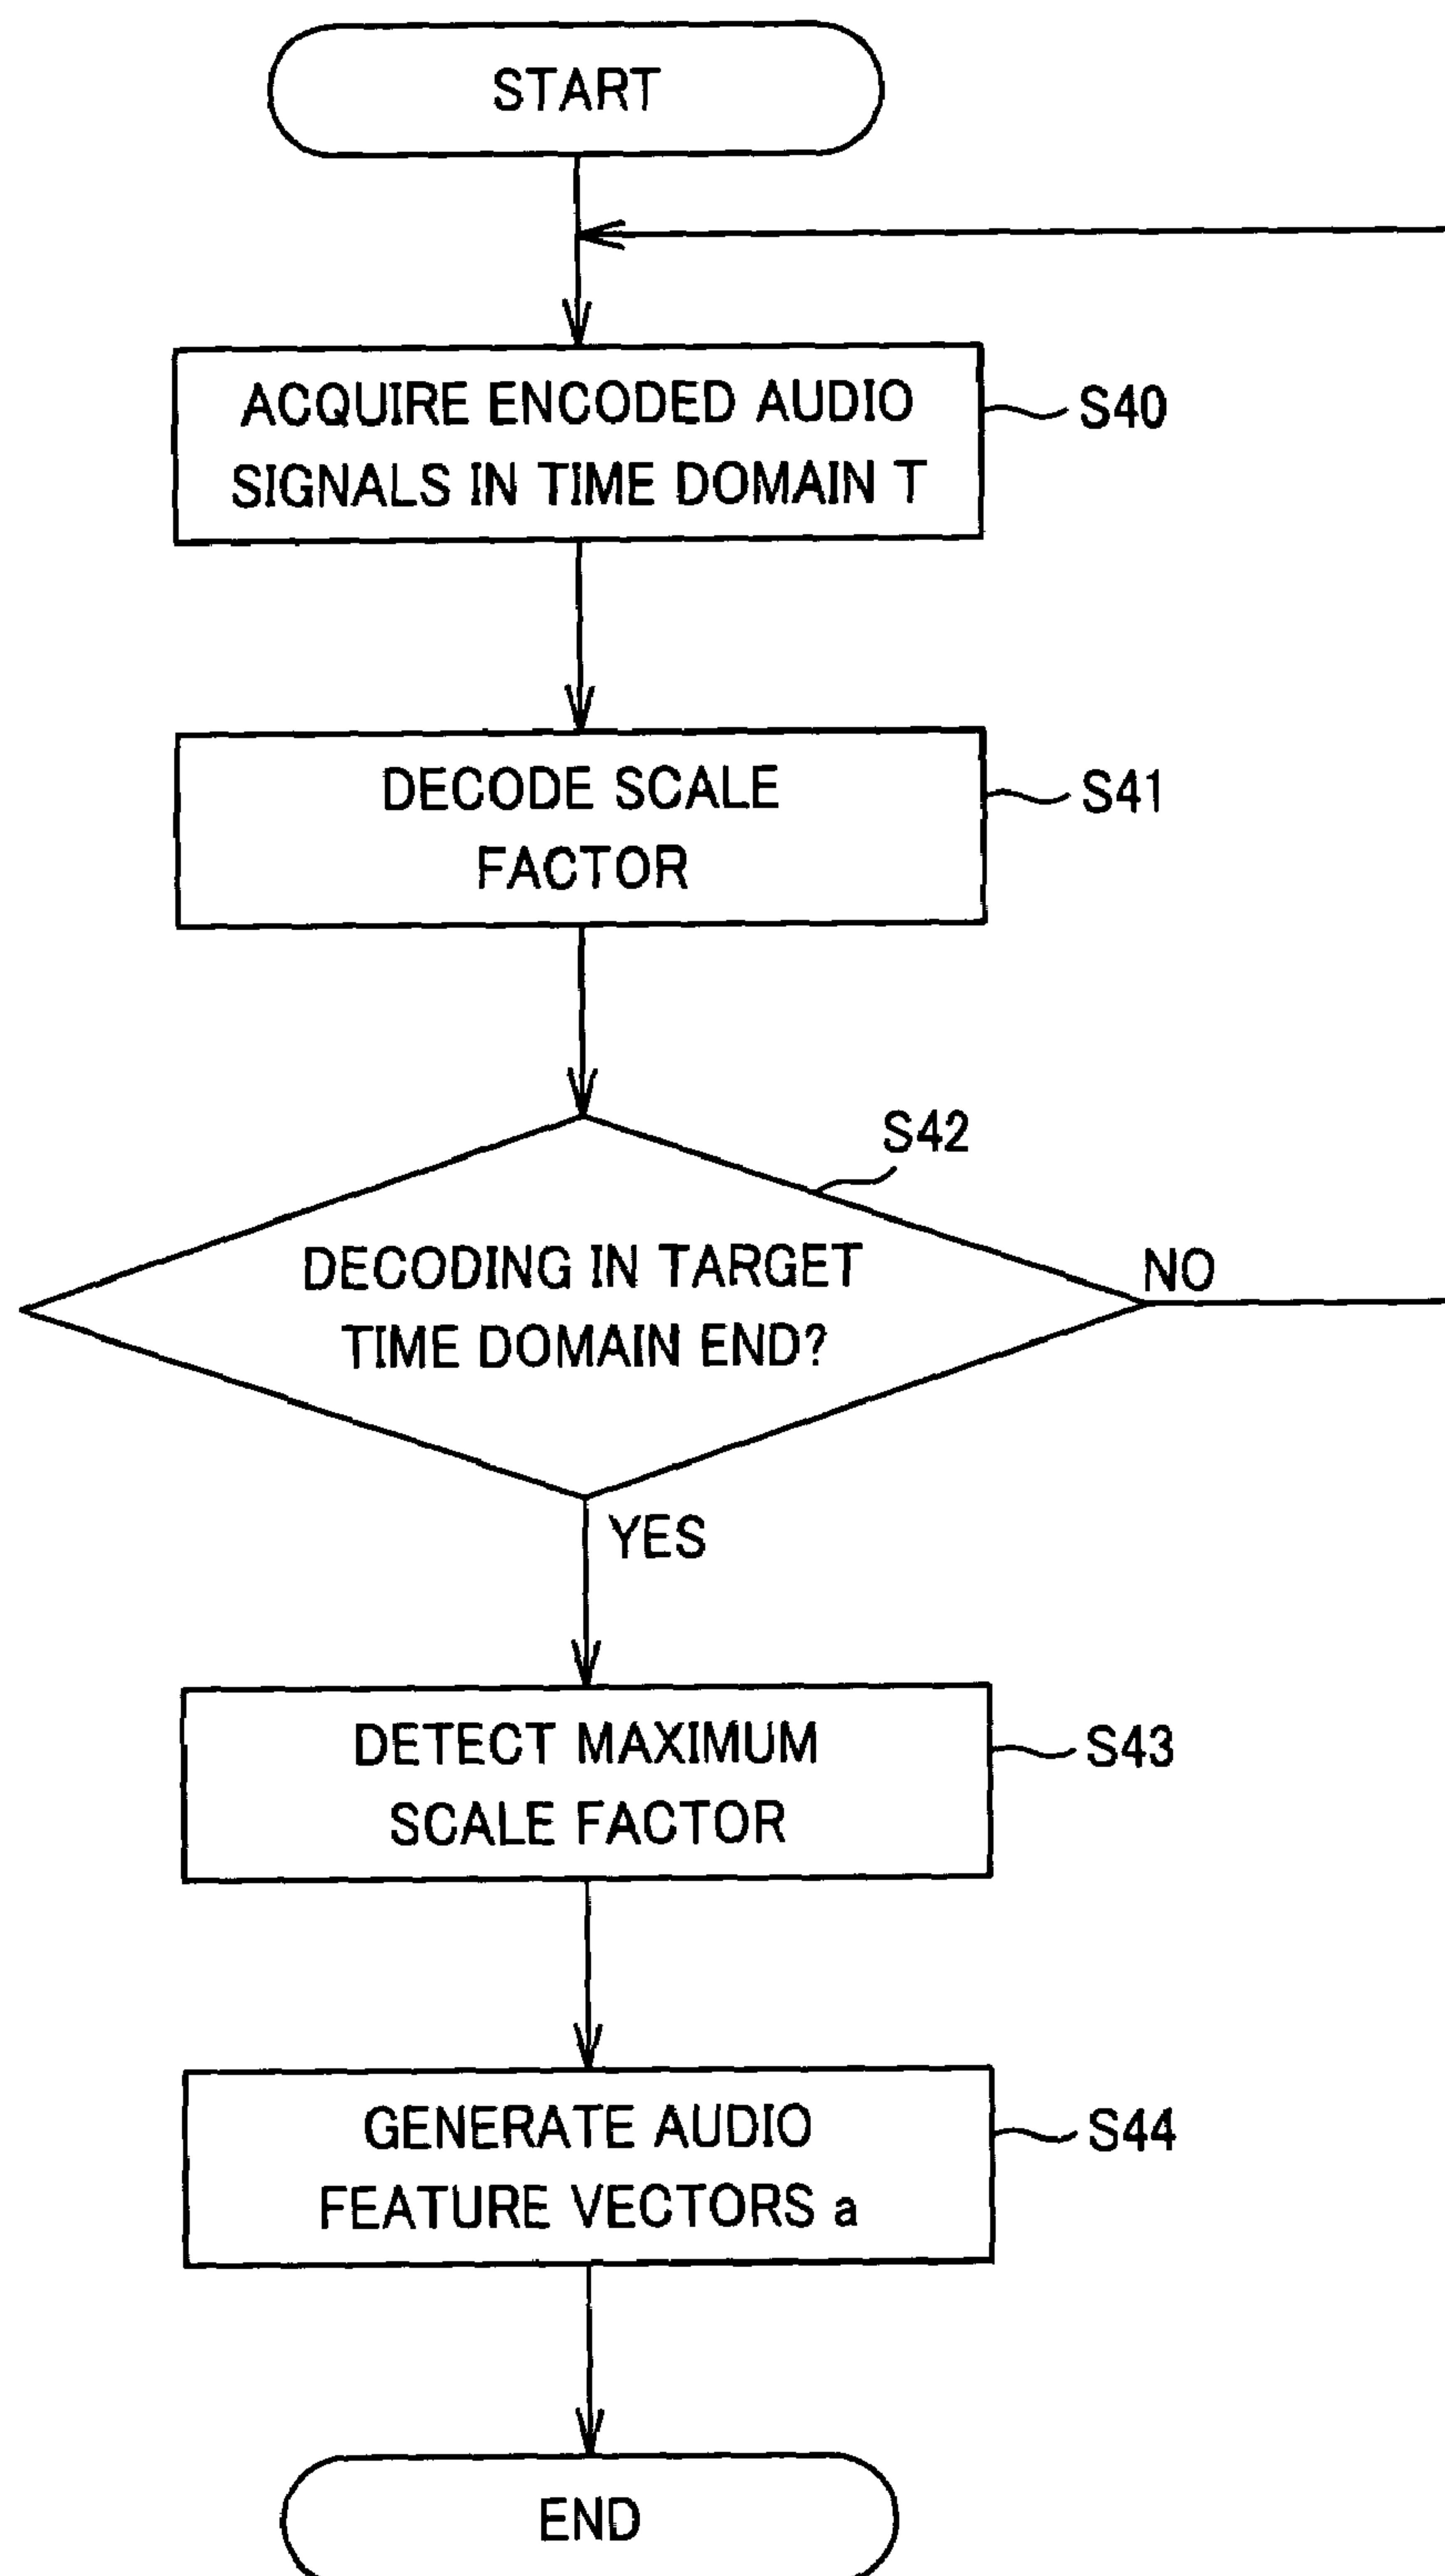 START
ACQUIRE ENCODED AUDIO
SIGNALS IN TIME DOMAIN T
S40
DECODE SCALE
FACTOR
S41
S42
DECODING IN TARGET
TIME DOMAIN END?
NO
YES
DETECT MAXIMUM
SCALE FACTOR
S43
GENERATE AUDIO
FEATURE VECTORS a
S44
END